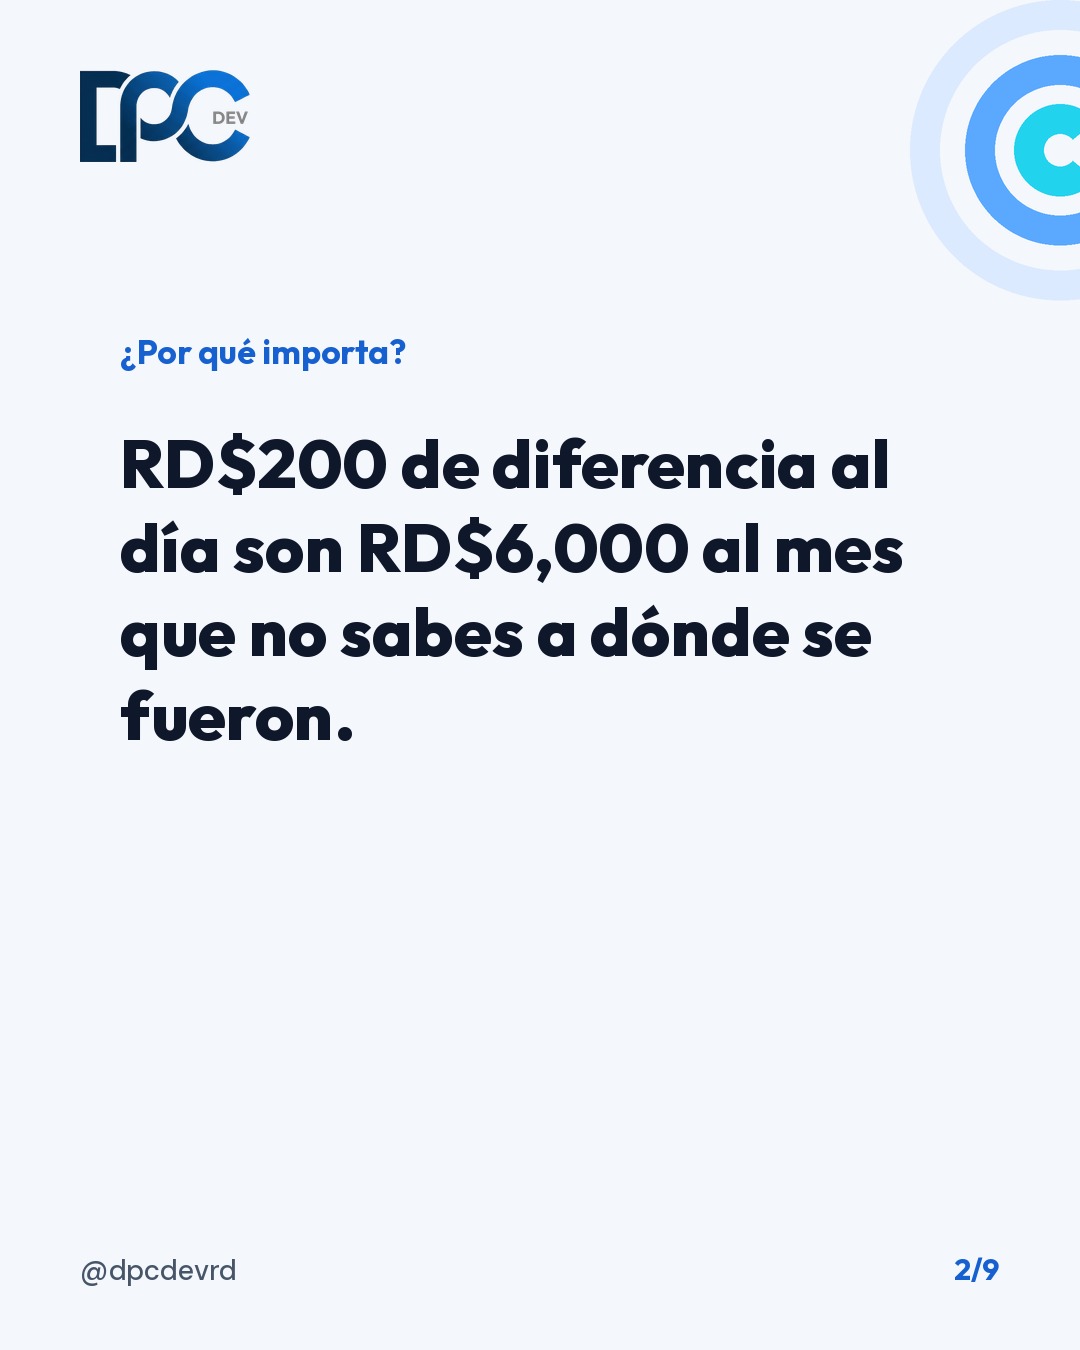 DPC
DEV
¿Por qué importa?
RD$200 de diferencia al
día son RD$6,000 al mes
que no sabes a dónde se
fueron.
@dpcdevrd
2/9